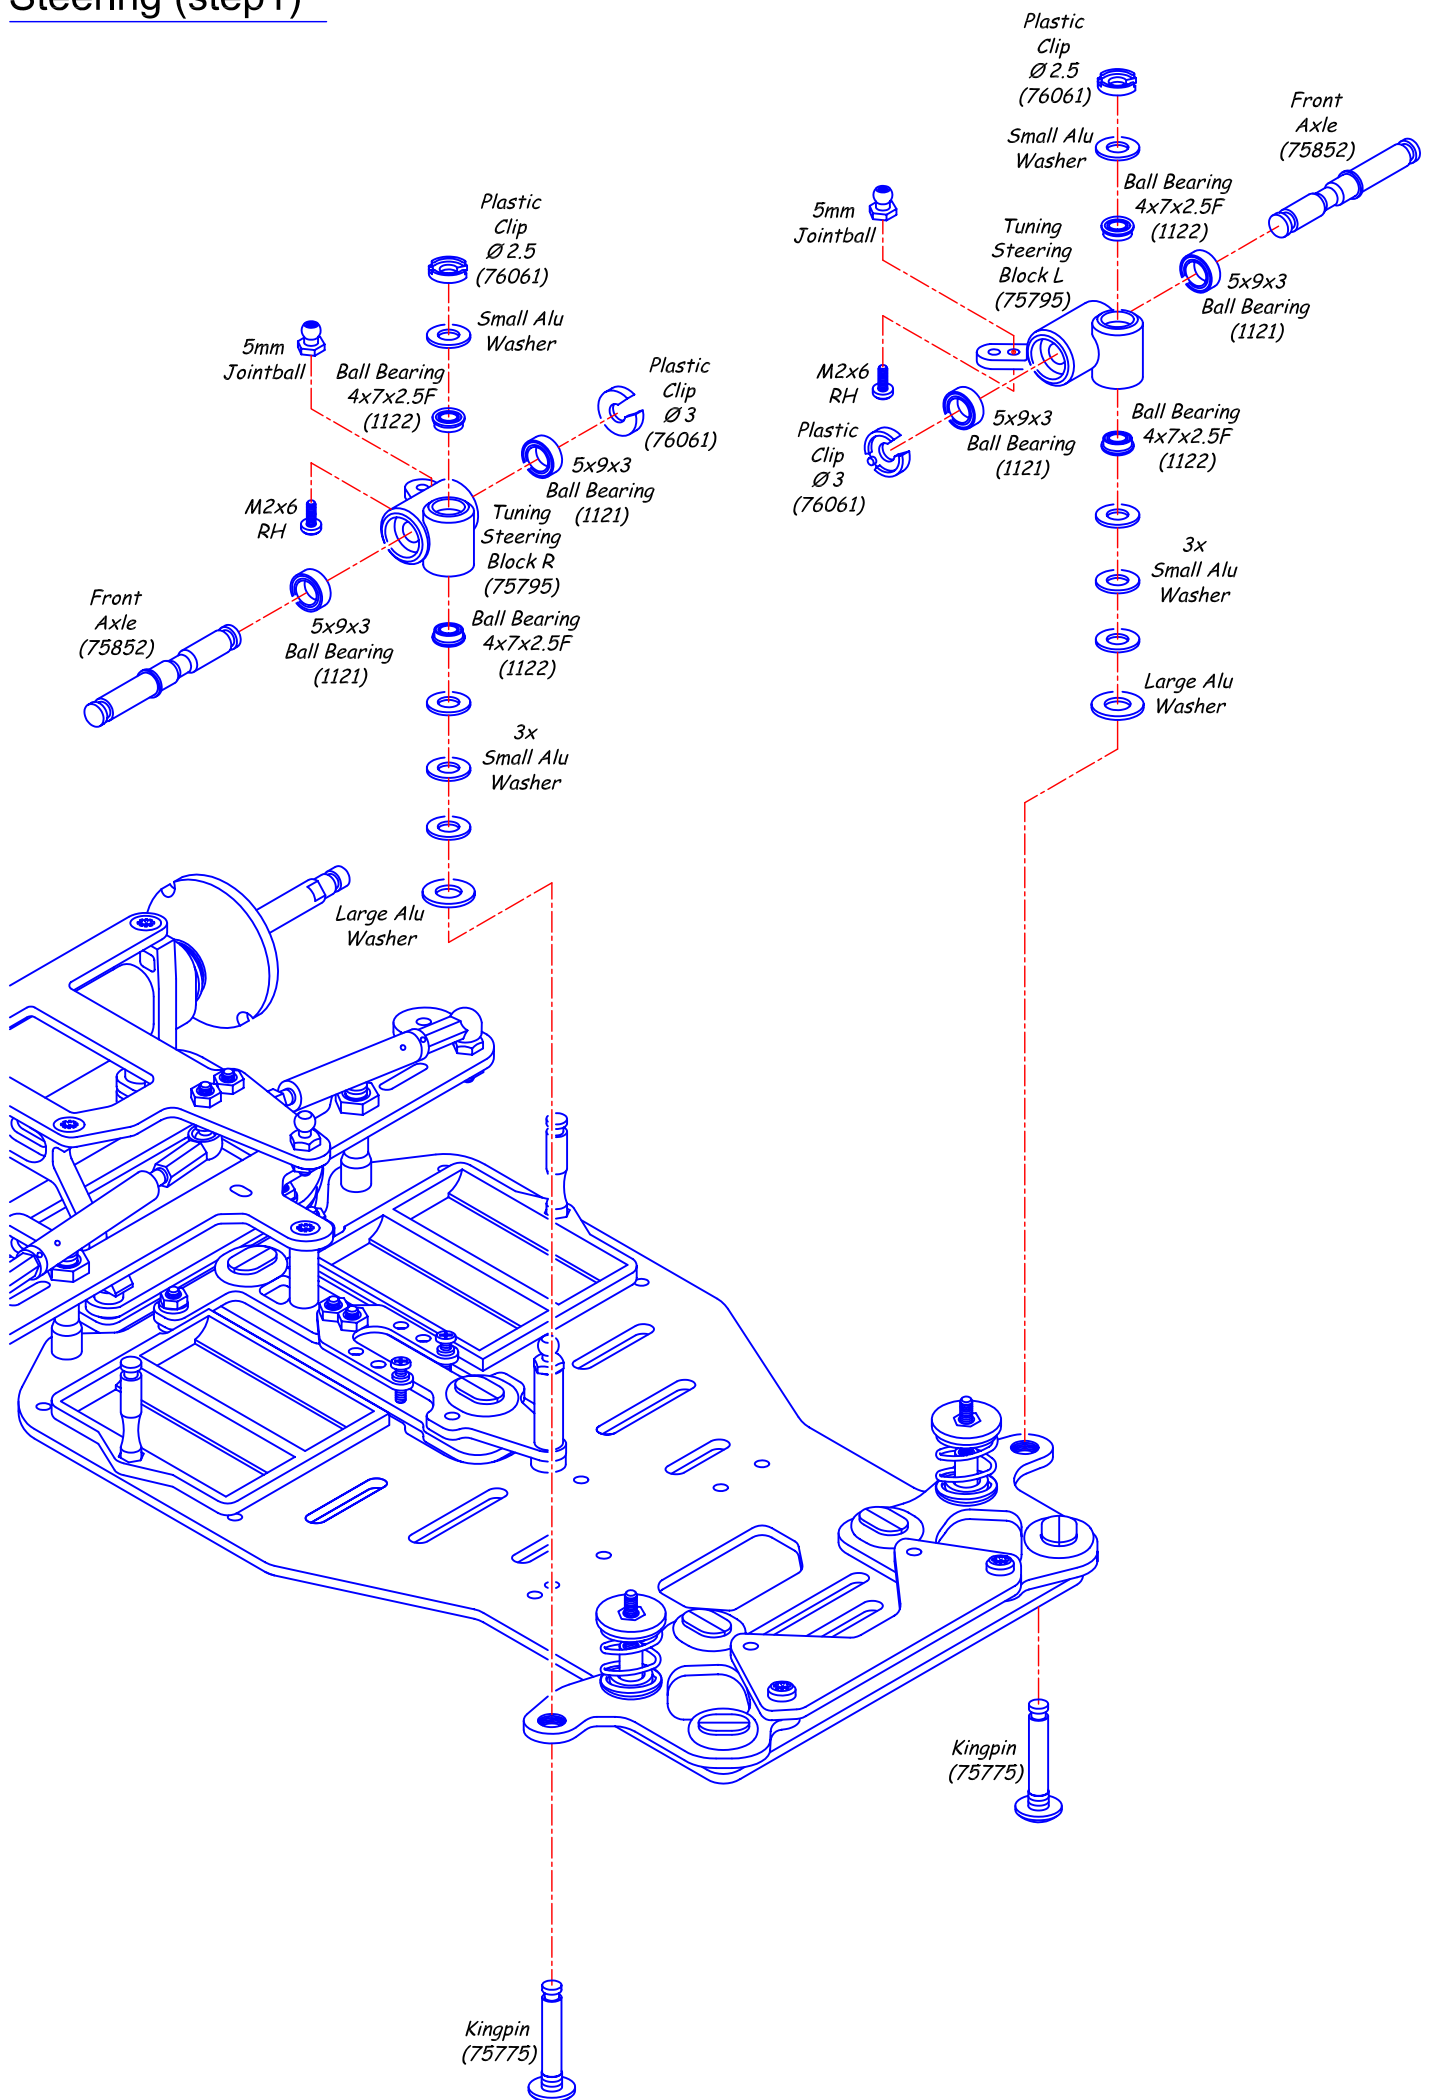 Steering (step1)
Plastic
Clip
Ø 2.5
(76061)
Small Alu
Washer
Front
Axle
(75852)
Ball Bearing
4x7x2.5F
(1122)
5mm
Jointball
Tuning
Steering
Block L
(75795)
5x9x3
Ball Bearing
(1121)
M2x6
RH
5x9x3
Ball Bearing
(1121)
Plastic
Clip
Ø 3
(76061)
Ball Bearing
4x7x2.5F
(1122)
3x
Small Alu
Washer
Large Alu
Washer
Plastic
Clip
Ø 2.5
(76061)
Small Alu
Washer
5mm
Jointball
Ball Bearing
4x7x2.5F
(1122)
Plastic
Clip
Ø 3
(76061)
5x9x3
Ball Bearing
(1121)
M2x6
RH
Tuning
Steering
Block R
(75795)
Front
Axle
(75852)
5x9x3
Ball Bearing
(1121)
Ball Bearing
4x7x2.5F
(1122)
3x
Small Alu
Washer
Large Alu
Washer
Kingpin
(75775)
Kingpin
(75775)